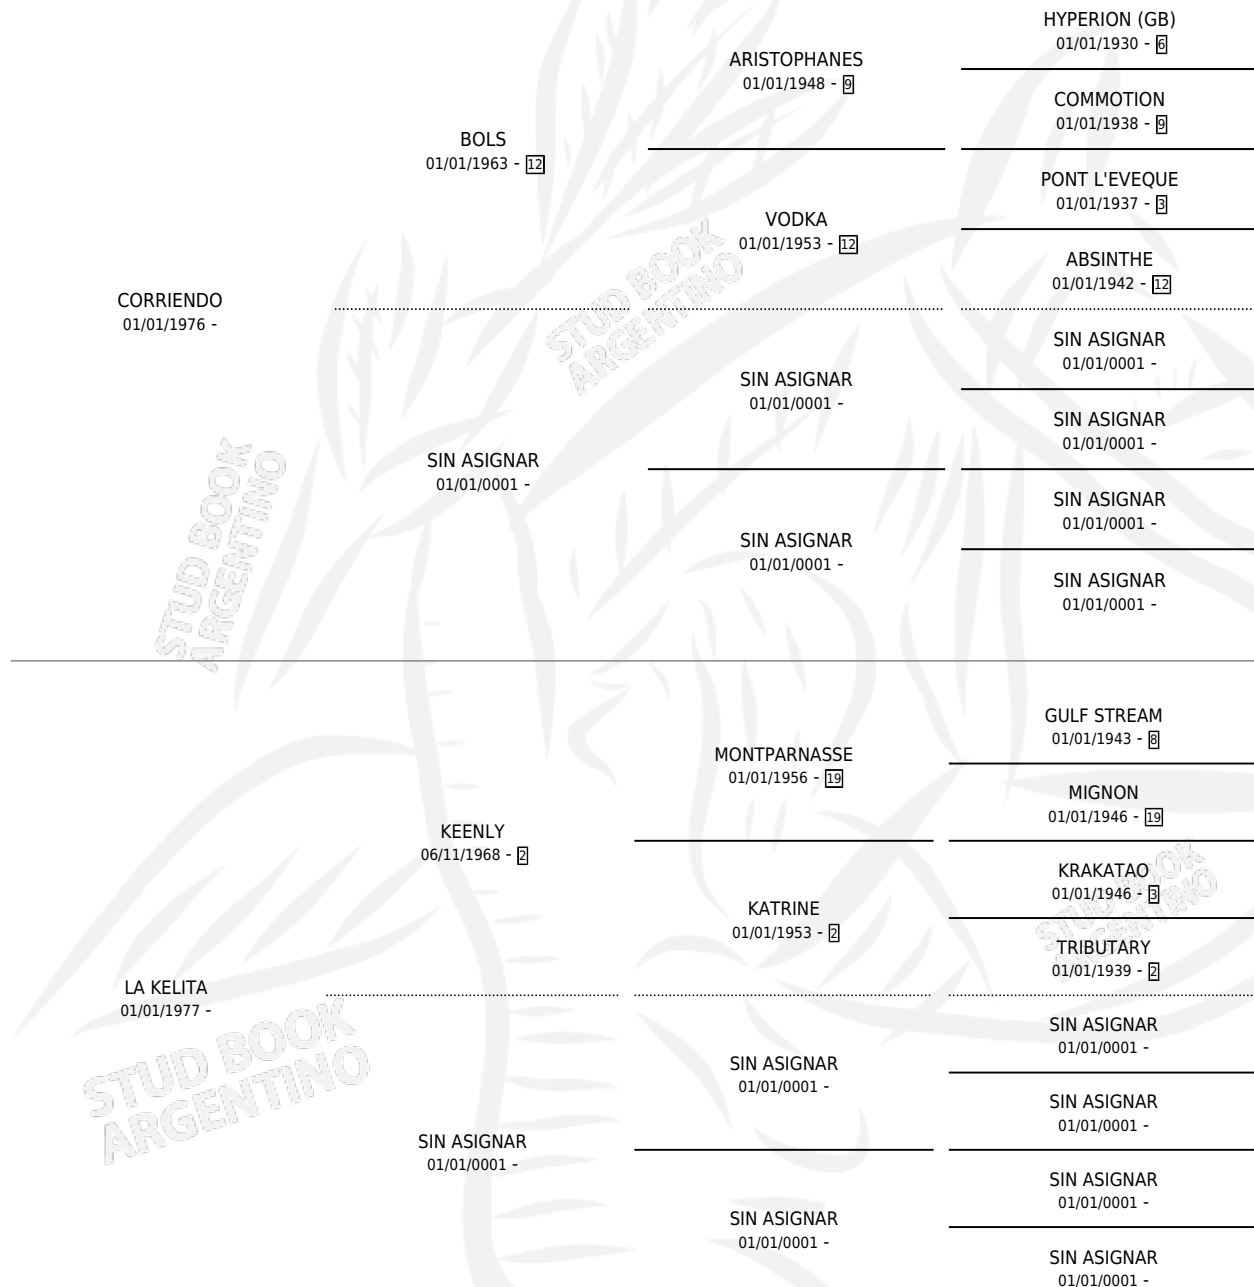 HYPERION (GB)
01/01/1930 - 6
ARISTOPHANES
01/01/1948 - 9
COMMOTION
01/01/1938 - 9
BOLS
01/01/1963 - 12
PONT L'EVEQUE
01/01/1937 - 3
VODKA
01/01/1953 - 12
ABSINTHE
01/01/1942 - 12
CORRIENDO
01/01/1976 -
STUD BOOK
ARGENTINO
SIN ASIGNAR
01/01/0001 -
SIN ASIGNAR
01/01/0001 -
SIN ASIGNAR
01/01/0001 -
SIN ASIGNAR
01/01/0001 -
SIN ASIGNAR
01/01/0001 -
SIN ASIGNAR
01/01/0001 -
SIN ASIGNAR
01/01/0001 -
STUD BOOK
ARGENTINO
GULF STREAM
01/01/1943 - 8
MONTPARNASSE
01/01/1956 - 19
MIGNON
01/01/1946 - 19
KEENLY
06/11/1968 - 2
KRAKATAO
01/01/1946 - 3
KATRINE
01/01/1953 - 2
STUD BOOK
ARGENTINO
TRIBUTARY
01/01/1939 - 2
LA KELITA
01/01/1977 -
STUD BOOK
ARGENTINO
SIN ASIGNAR
01/01/0001 -
SIN ASIGNAR
01/01/0001 -
SIN ASIGNAR
01/01/0001 -
SIN ASIGNAR
01/01/0001 -
SIN ASIGNAR
01/01/0001 -
SIN ASIGNAR
01/01/0001 -
SIN ASIGNAR
01/01/0001 -